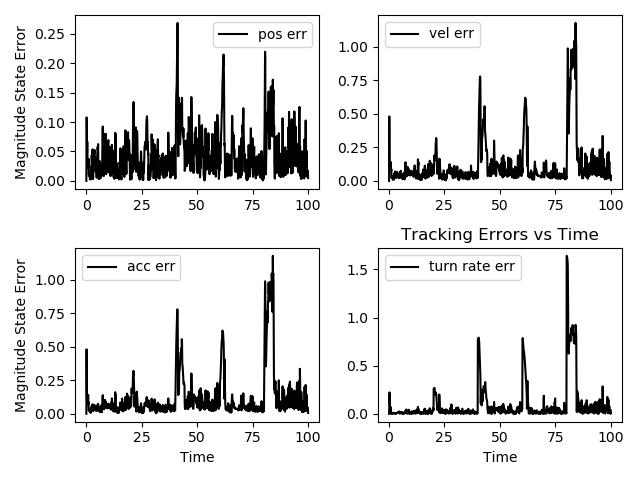 Magnitude State Error
0.25
0.20
0.15
0.10
0.05
0.00
pos err
0 25 50 75 100
Time
1.00
0.75
0.50
0.25
0.00
vel err
0 25 50 75 100
Magnitude State Error
1.00
0.75
0.50
0.25
0.00
acc err
0 25 50 75 100
Time
Tracking Errors vs Time
1.5
1.0
0.5
0.0
turn rate err
0 25 50 75 100
Time